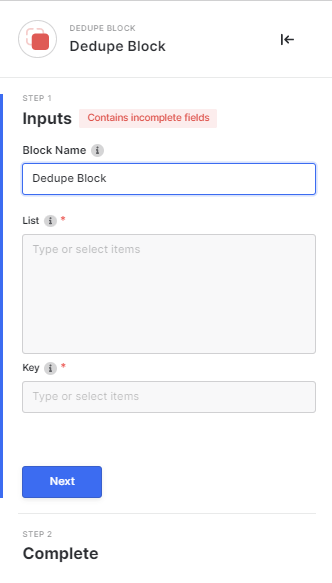 DEDUPE BLOCK
Dedupe Block
STEP 1
Inputs Contains incomplete fields
Block Name i
Dedupe Block
List i *
Type or select items
Key i *
Type or select items
Next
STEP 2
Complete